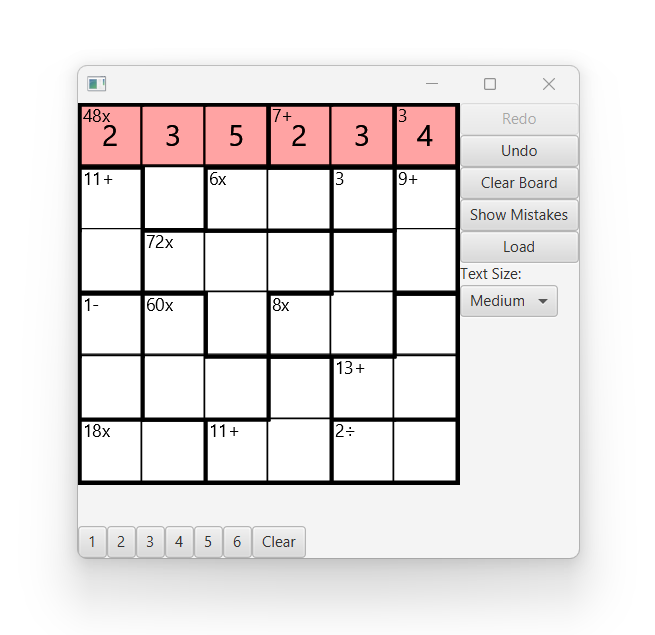 48x 7+ 3
2 3 5 2 3 4
Redo
Undo
11+ 6x 3 9+
Clear Board
Show Mistakes
72x
Load
Text Size:
1- 60x 8x
Medium
13+
18x 11+ 2÷
1 2 3 4 5 6 Clear